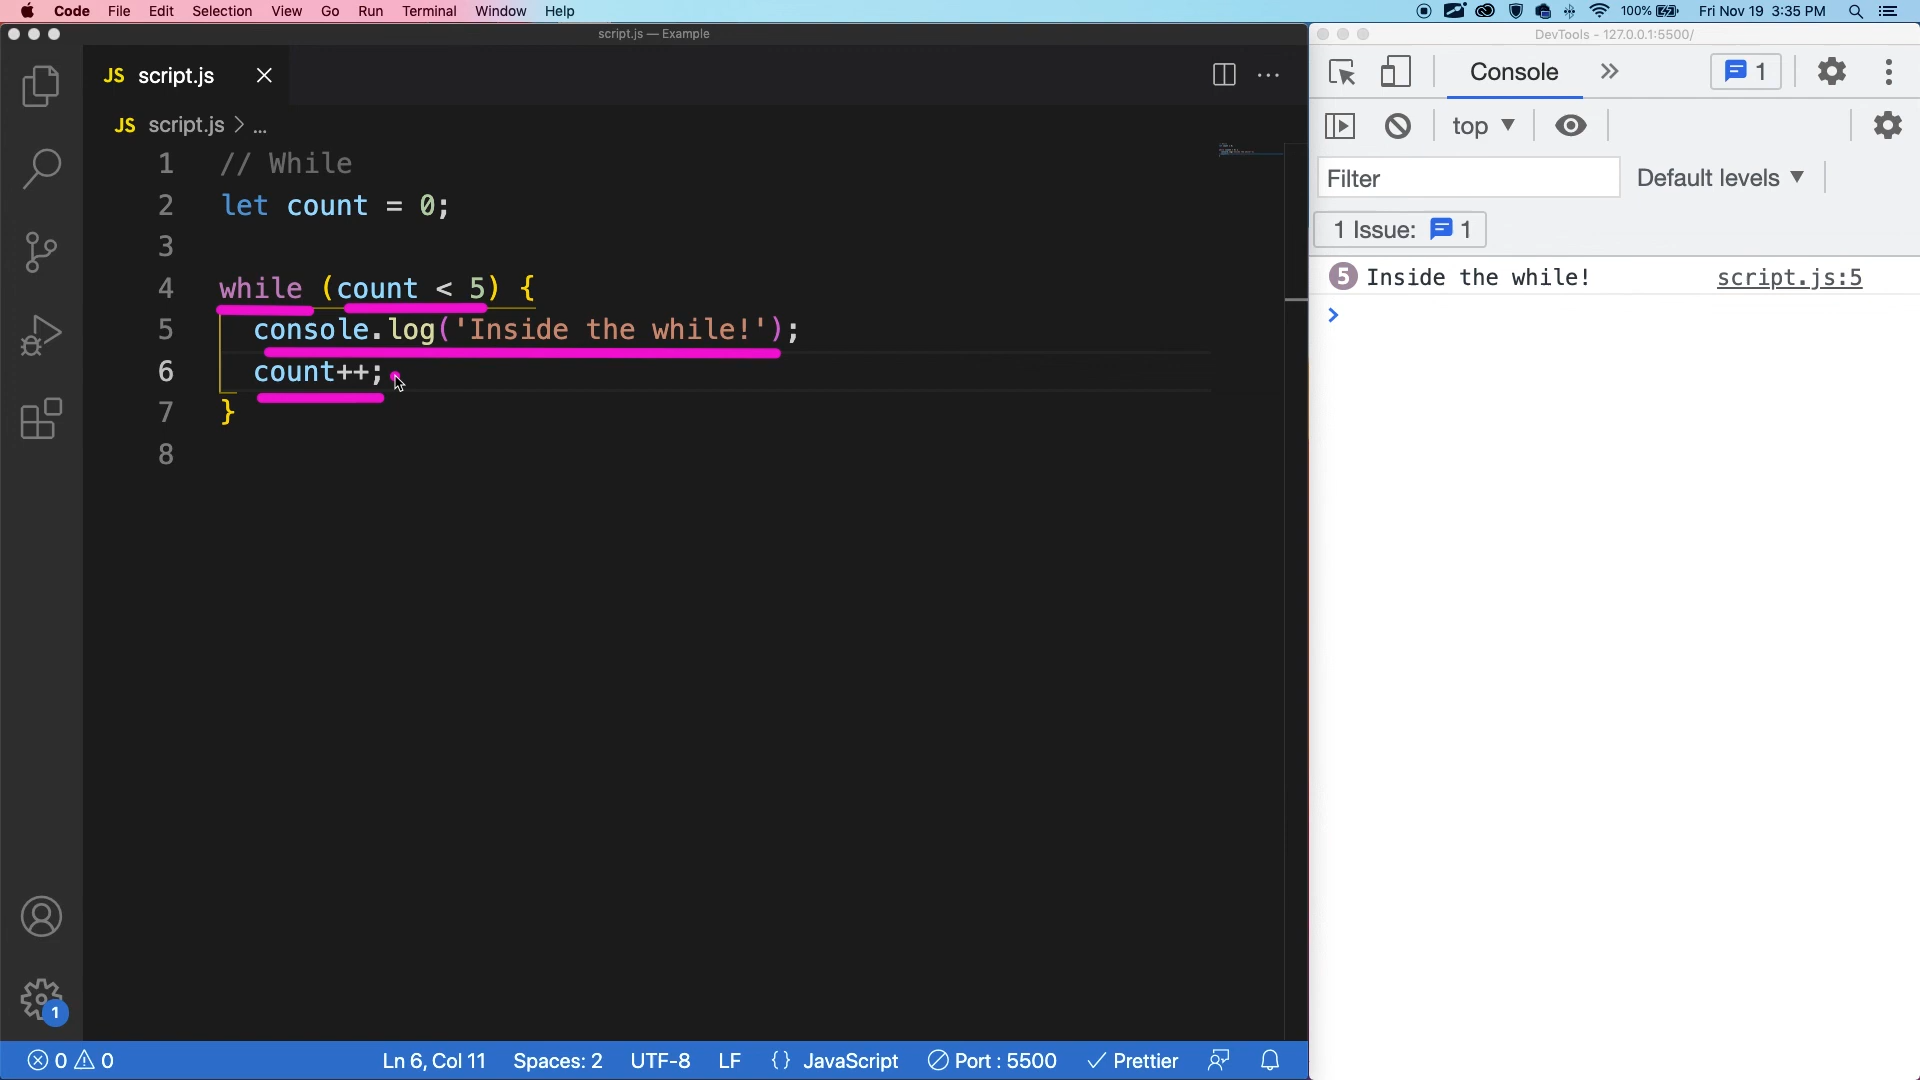 Code File Edit Selection View Go Run Terminal Window Help 100% Fri Nov 19 3:35 PM
script.js — Example
DevTools - 127.0.0.1:5500/
JS script.js
JS script.js > ...
1 // While
2 let count = 0;
3
4 while (count < 5) {
5 console.log('Inside the while!');
6 count++;
7 }
8
1
0 0 Ln 6, Col 11 Spaces: 2 UTF-8 LF {} JavaScript Port : 5500 Prettier
Console 1
top
Filter Default levels
1 Issue: 1
5 Inside the while! script.js:5